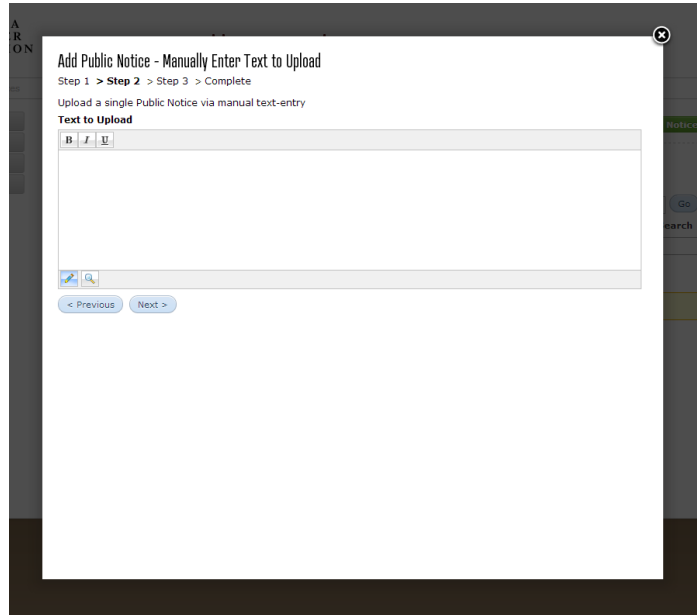 A
R
ON
Add Public Notice - Manually Enter Text to Upload
Step 1 > Step 2 > Step 3 > Complete
Upload a single Public Notice via manual text-entry
Text to Upload
B I U
Notice
Go
earch
< Previous Next >